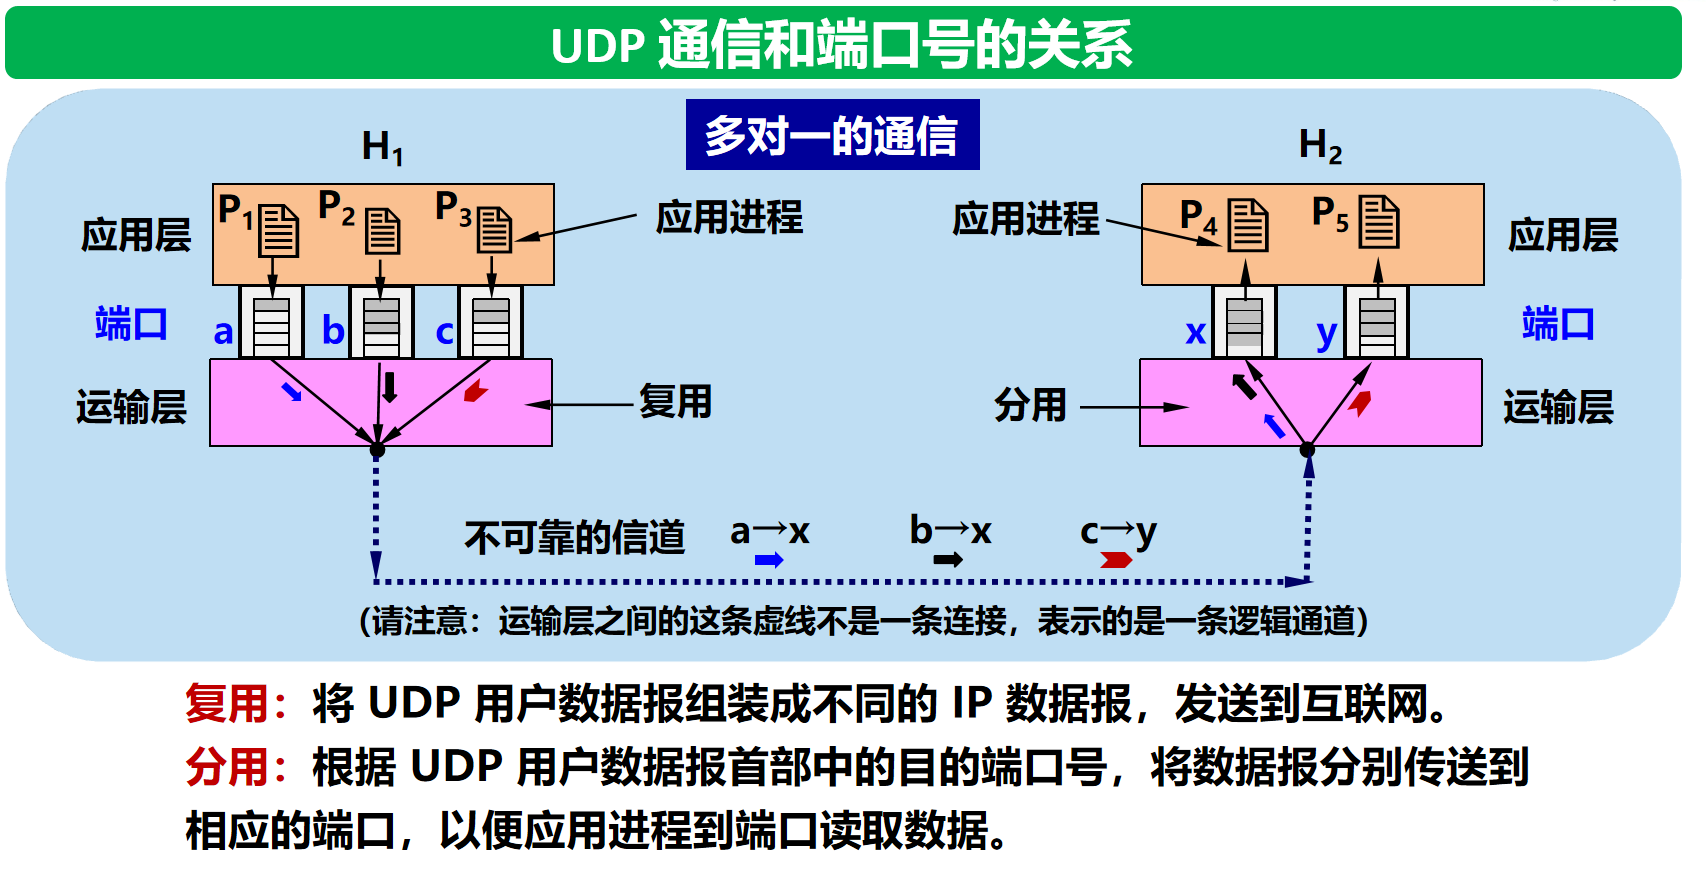 UDP 通信和端口号的关系
多对一的通信
H1
H2
P1
P2
P3
应用进程
应用进程
P4
P5
应用层
应用层
端口
a
b
c
x
y
端口
运输层
复用
分用
运输层
不可靠的信道
a→x
b→x
c→y
(请注意：运输层之间的这条虚线不是一条连接，表示的是一条逻辑通道)
复用：将 UDP 用户数据报组装成不同的 IP 数据报，发送到互联网。
分用：根据 UDP 用户数据报首部中的目的端口号，将数据报分别传送到
相应的端口，以便应用进程到端口读取数据。